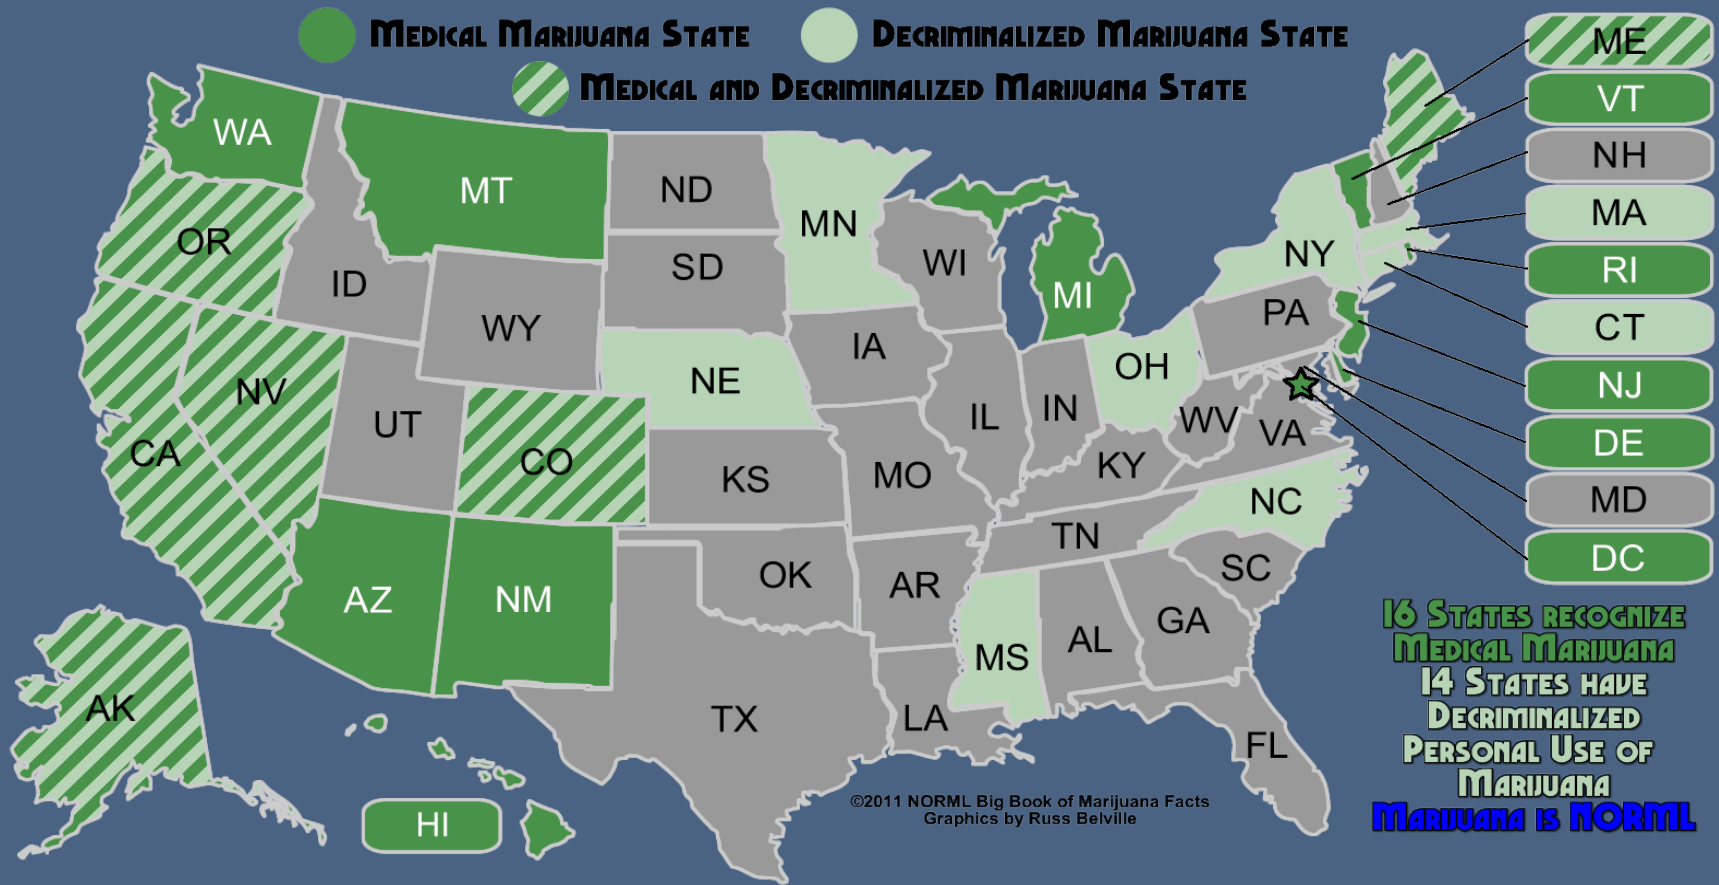 Medical Marijuana State
Decriminalized Marijuana State
Medical and Decriminalized Marijuana State
ME
VT
NH
MA
RI
CT
NJ
DE
MD
DC
WA
MT
ND
MN
OR
ID
SD
WI
NY
WY
MI
PA
IA
NE
OH
NV
UT
IL
IN
WV
VA
CA
CO
KS
MO
KY
NC
TN
AZ
NM
OK
AR
SC
GA
MS
AL
AK
TX
LA
FL
HI
16 States recognize
Medical Marijuana
14 States have
Decriminalized
Personal Use of
Marijuana
Marijuana is NORML
©2011 NORML Big Book of Marijuana Facts
Graphics by Russ Belville